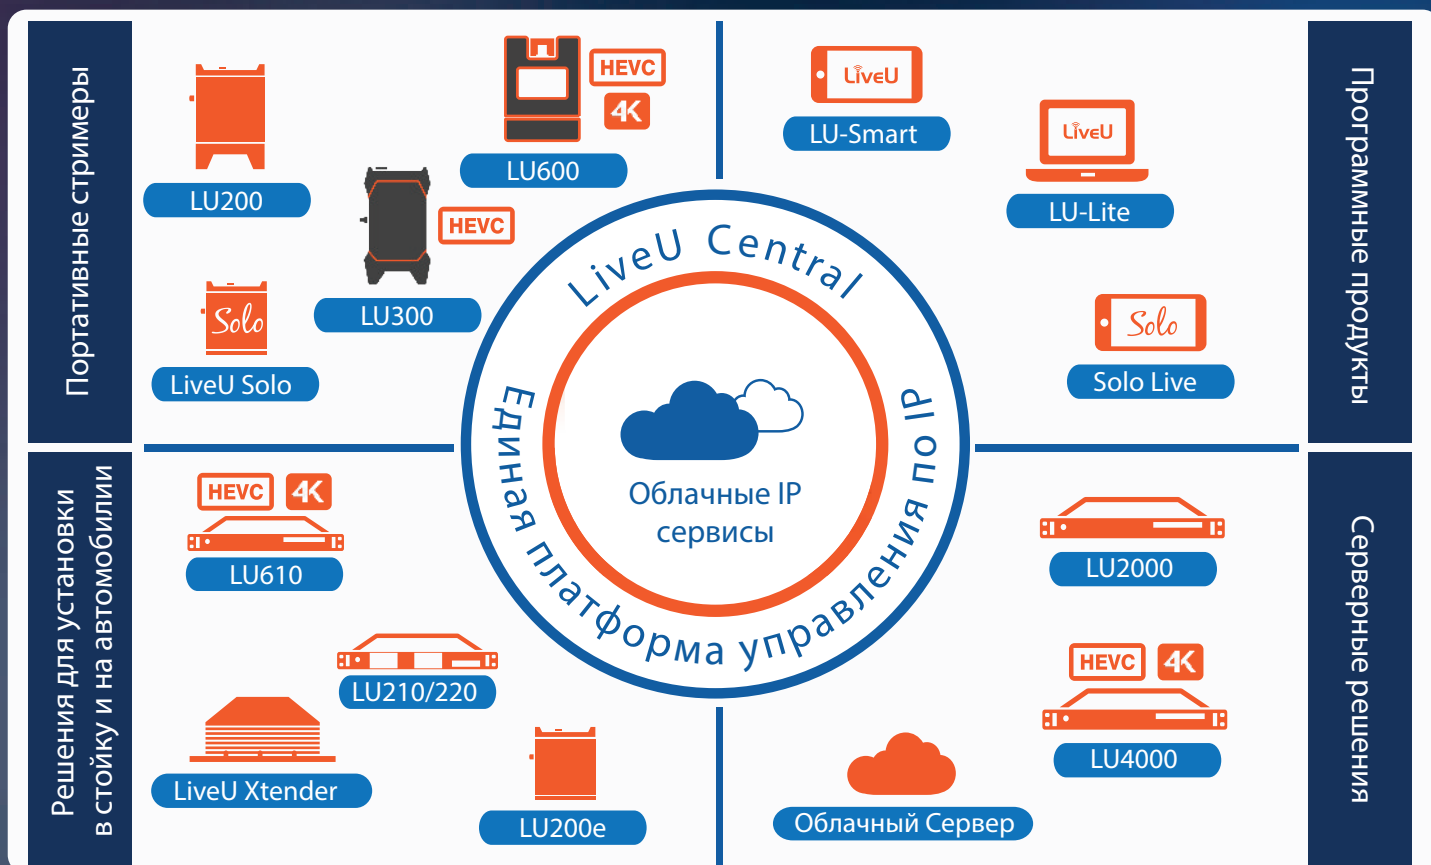 Портативные стримеры
LU200
HEVC
4K
LU600
HEVC
LU300
Solo
LiveU Solo
LiveU
LU-Smart
LiveU
LU-Lite
Solo
Solo Live
Программные продукты
LiveU Central
Единая платформа управления по IP
Облачные IP
сервисы
Решения для установки
в стойку и на автомобилии
HEVC
4K
LU610
LU210/220
LiveU Xtender
LU200e
LU2000
HEVC
4K
LU4000
Облачный Сервер
Серверные решения